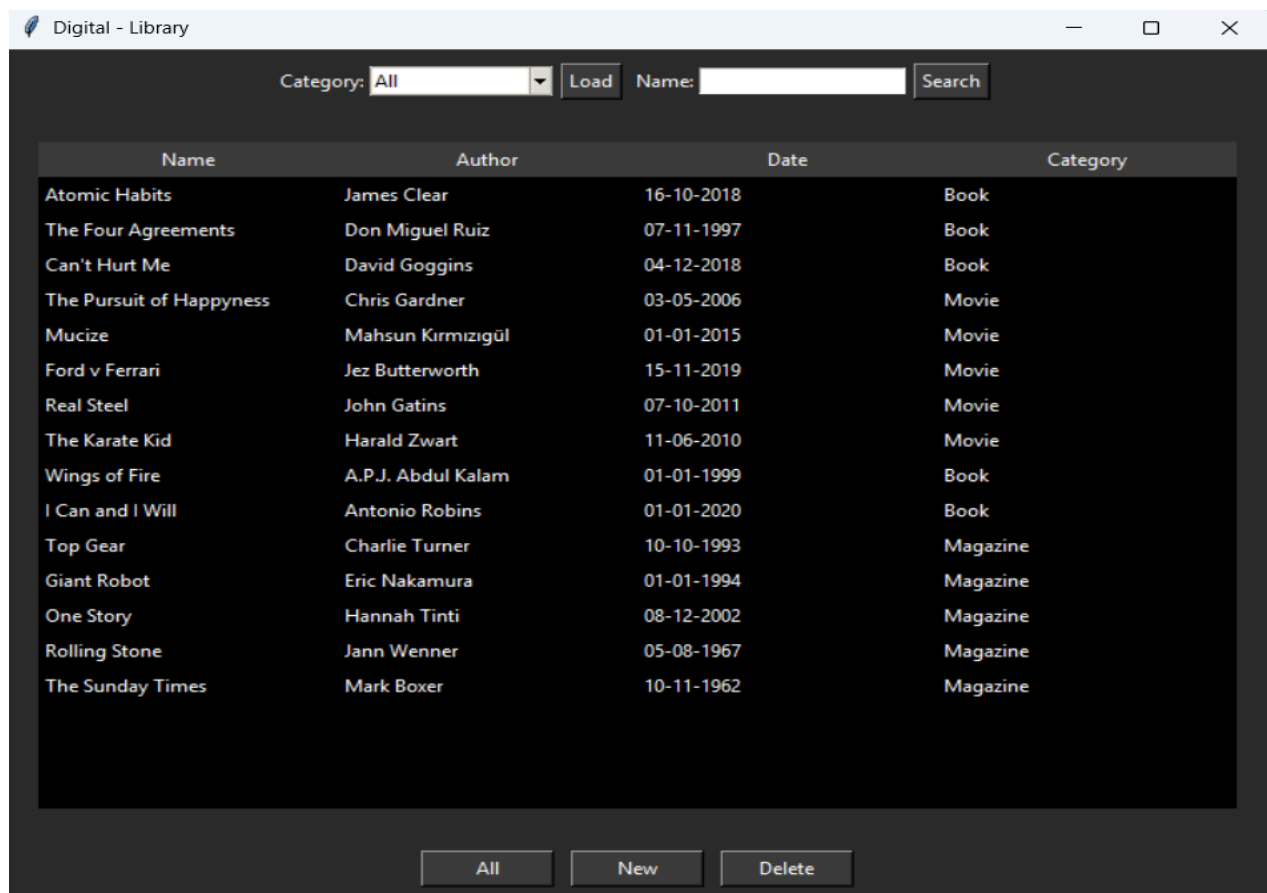 Digital - Library
Category: All Load Name: Search
Name Author Date Category
Atomic Habits James Clear 16-10-2018 Book
The Four Agreements Don Miguel Ruiz 07-11-1997 Book
Can't Hurt Me David Goggins 04-12-2018 Book
The Pursuit of Happyness Chris Gardner 03-05-2006 Movie
Mucize Mahsun Kırmızıgül 01-01-2015 Movie
Ford v Ferrari Jez Butterworth 15-11-2019 Movie
Real Steel John Gatins 07-10-2011 Movie
The Karate Kid Harald Zwart 11-06-2010 Movie
Wings of Fire A.P.J. Abdul Kalam 01-01-1999 Book
I Can and I Will Antonio Robins 01-01-2020 Book
Top Gear Charlie Turner 10-10-1993 Magazine
Giant Robot Eric Nakamura 01-01-1994 Magazine
One Story Hannah Tinti 08-12-2002 Magazine
Rolling Stone Jann Wenner 05-08-1967 Magazine
The Sunday Times Mark Boxer 10-11-1962 Magazine
All New Delete